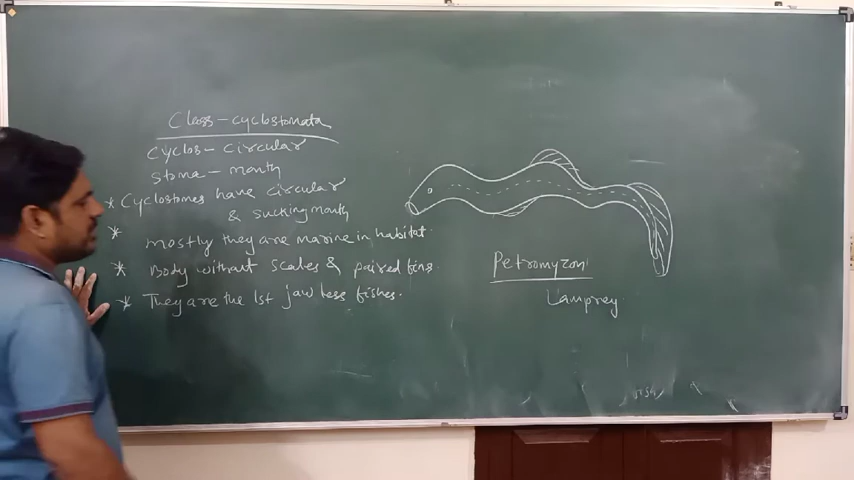 Class - cyclostomata
cyclos - circular
stoma - mouth
* Cyclostomes have circular
& sucking mouth
* mostly they are marine in habitat.
* Body without scales & paired fins.
* They are the 1st jaw less fishes.
Petromyzon
Lamprey